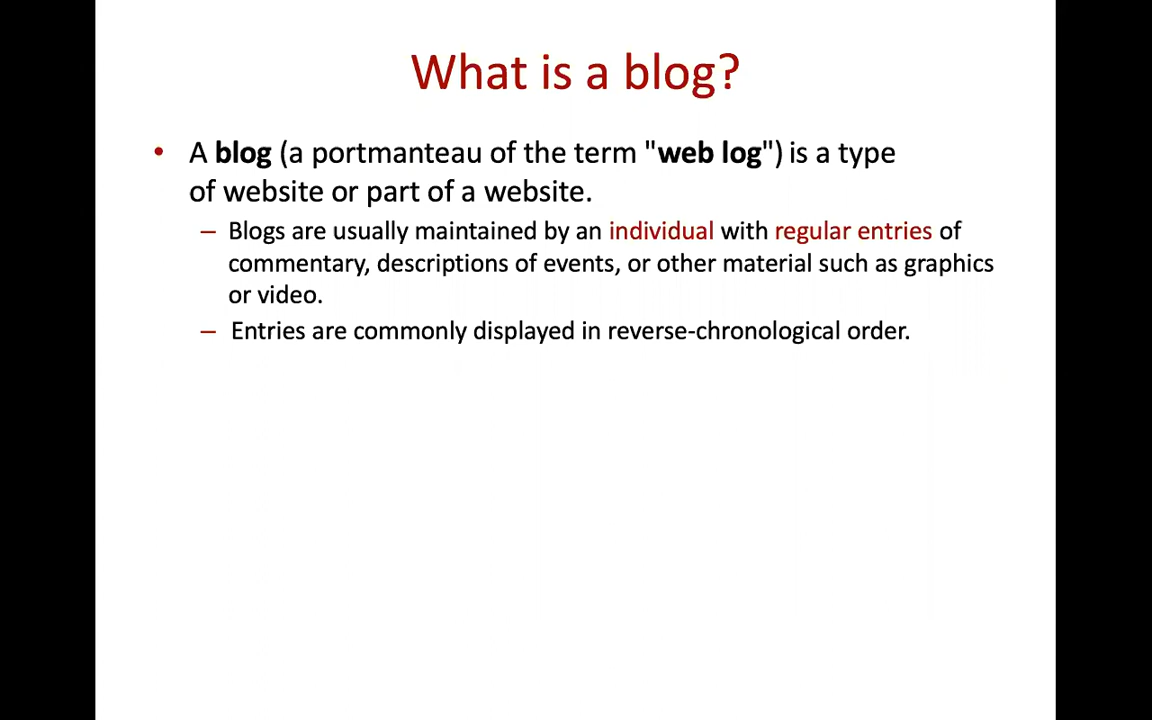 What is a blog?
• A blog (a portmanteau of the term "web log") is a type
of website or part of a website.
– Blogs are usually maintained by an individual with regular entries of
commentary, descriptions of events, or other material such as graphics
or video.
– Entries are commonly displayed in reverse-chronological order.